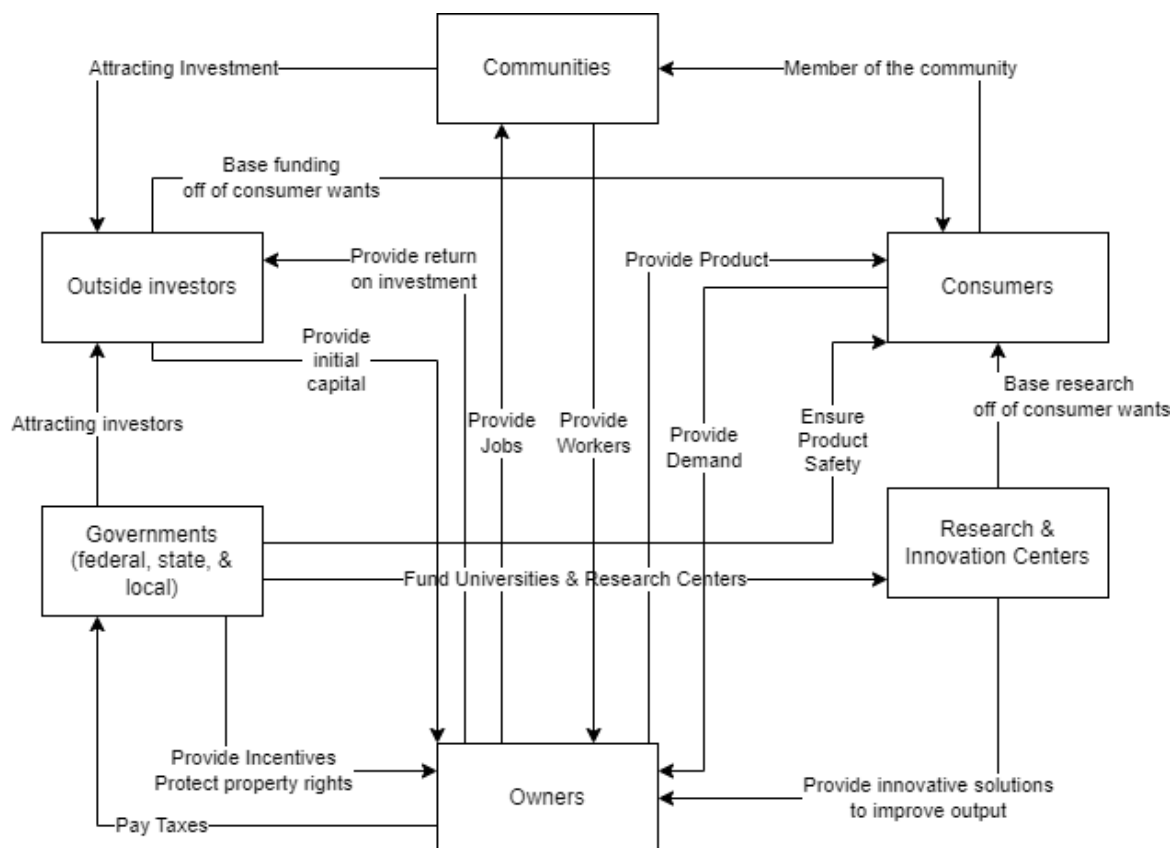 Communities
Attracting Investment
Member of the community
Base funding
off of consumer wants
Outside investors
Provide return
on investment
Provide Product
Consumers
Provide
initial
capital
Attracting investors
Provide
Jobs
Provide
Workers
Provide
Demand
Ensure
Product
Safety
Base research
off of consumer wants
Governments
(federal, state, &
local)
Research &
Innovation Centers
Fund Universities & Research Centers
Provide Incentives
Protect property rights
Owners
Provide innovative solutions
to improve output
Pay Taxes